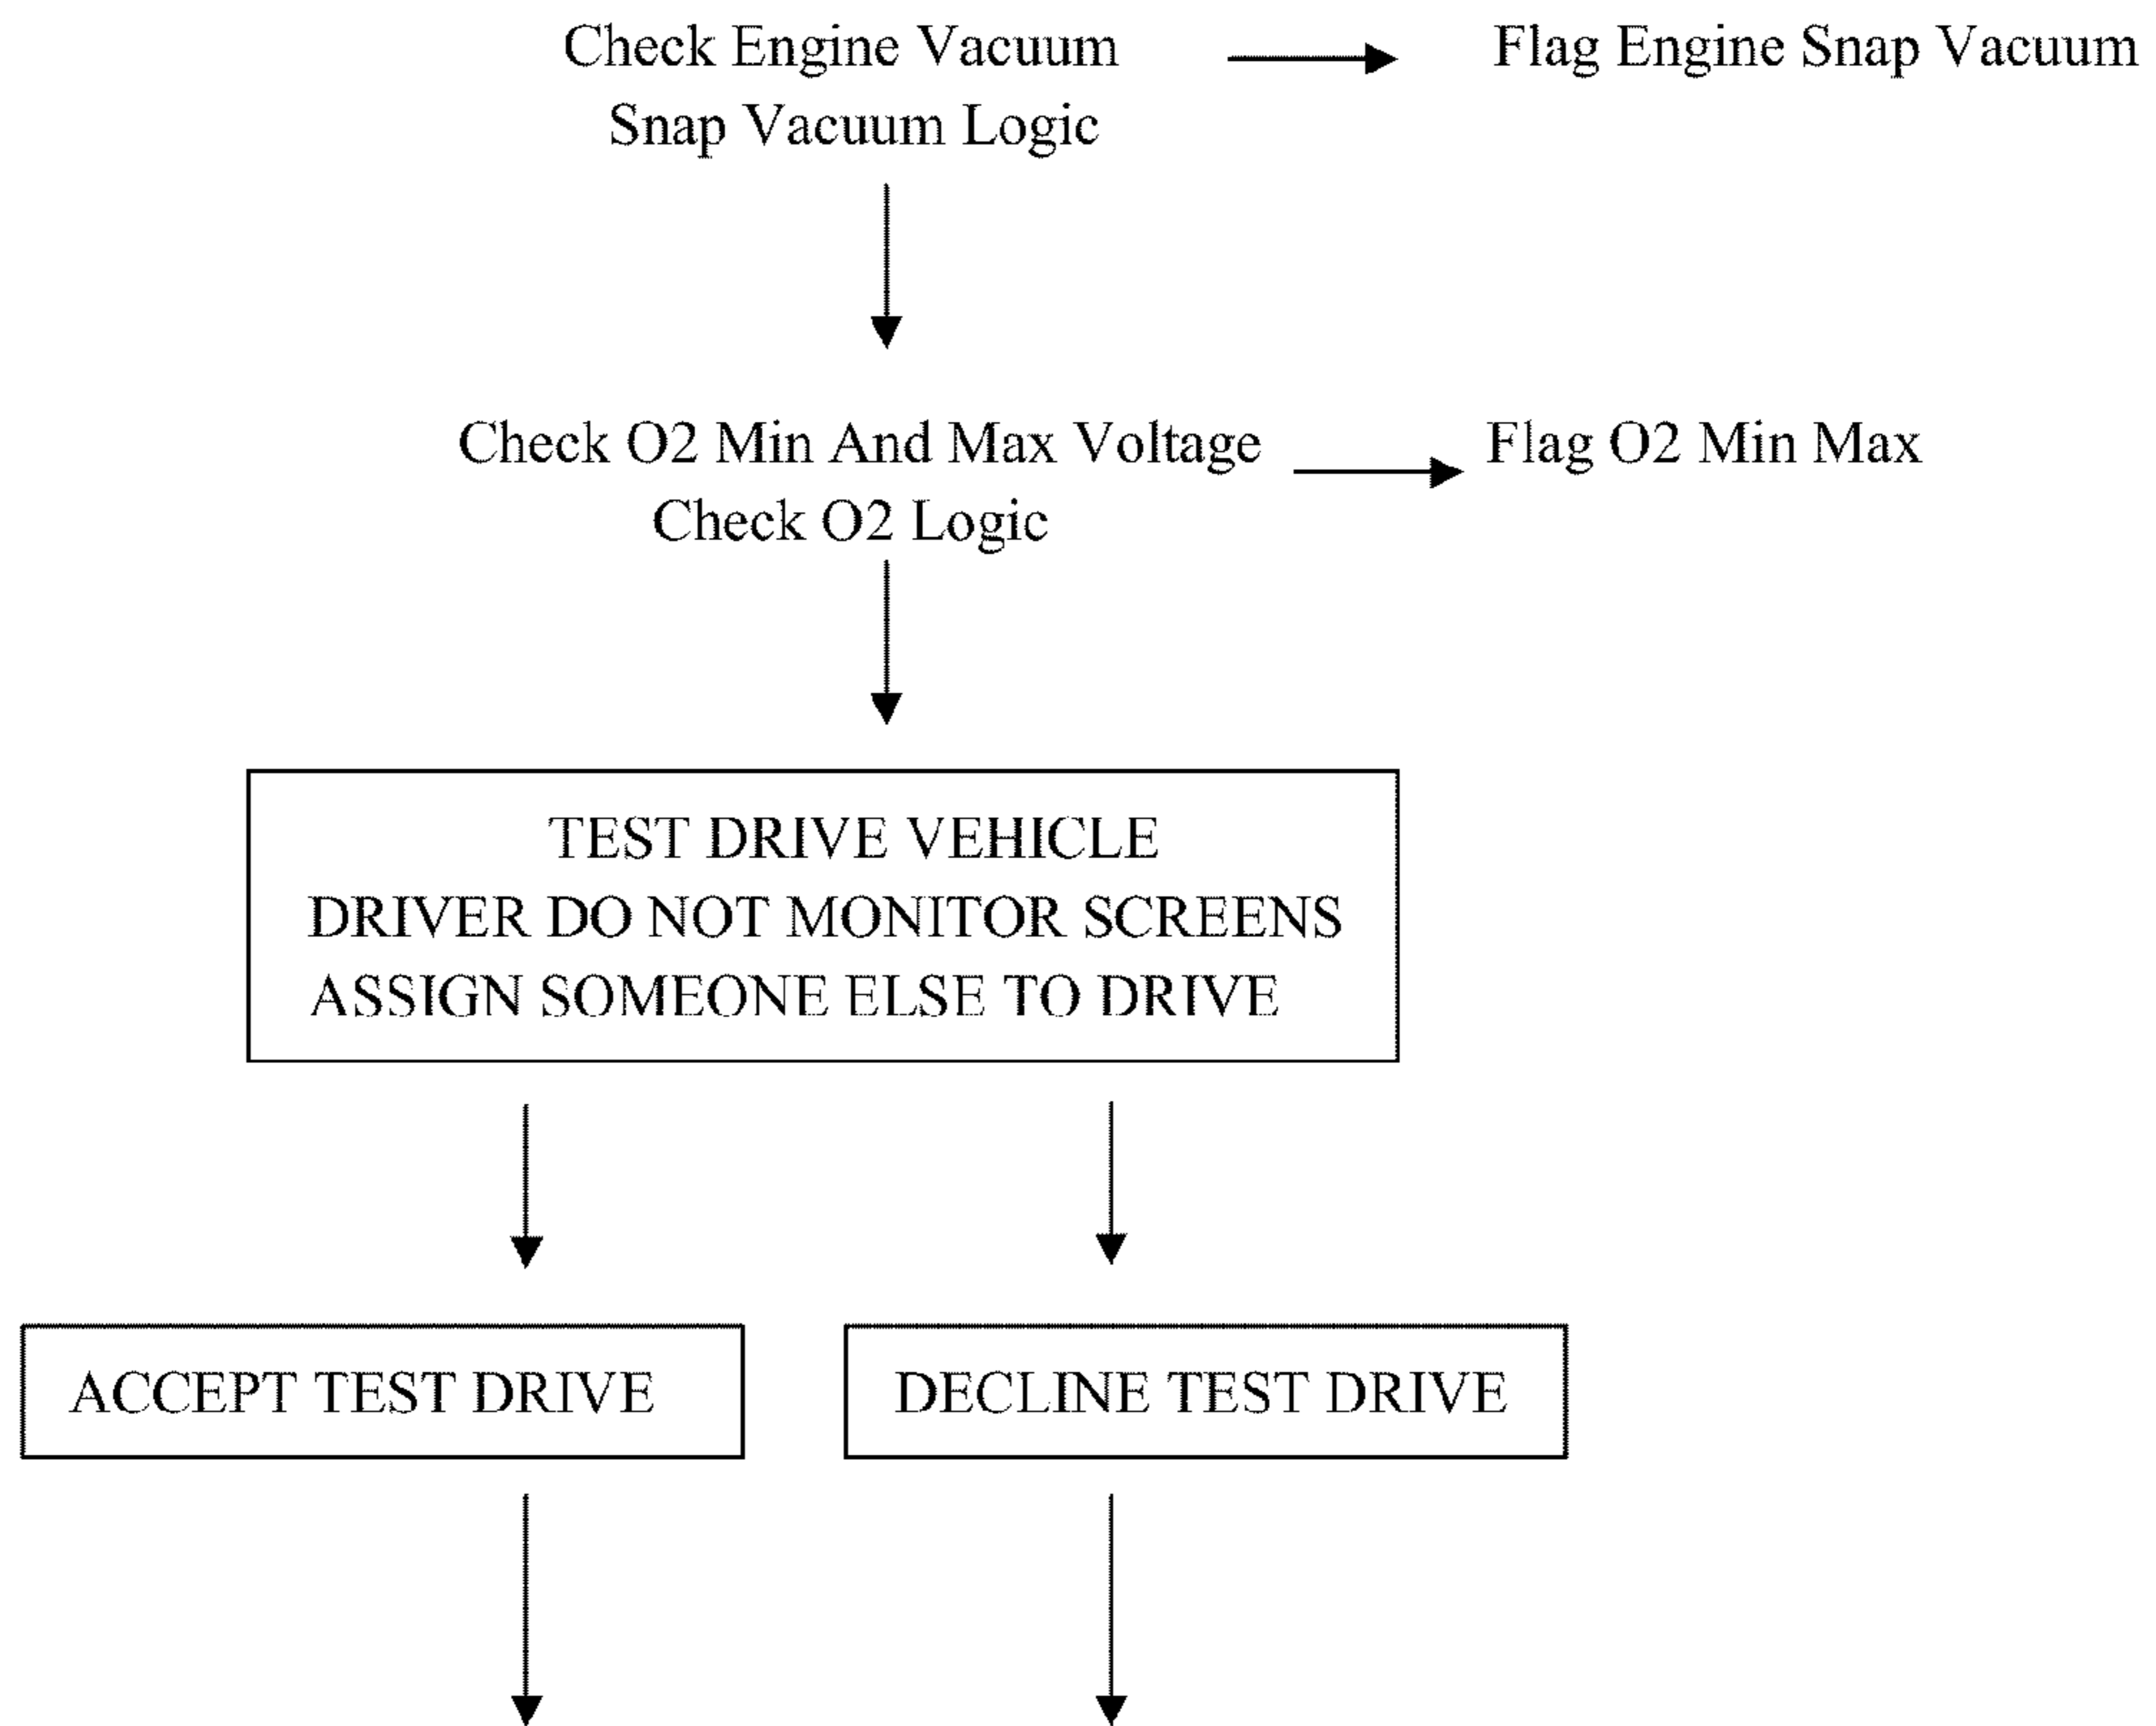 Check Engine Vacuum
Flag Engine Snap Vacuum
Snap Vacuum Logic
Check O2 Min And Max Voltage
Flag O2 Min Max
Check O2 Logic
TEST DRIVE VEHICLE
DRIVER DO NOT MONITOR SCREENS
ASSIGN SOMEONE ELSE TO DRIVE
ACCEPT TEST DRIVE
DECLINE TEST DRIVE